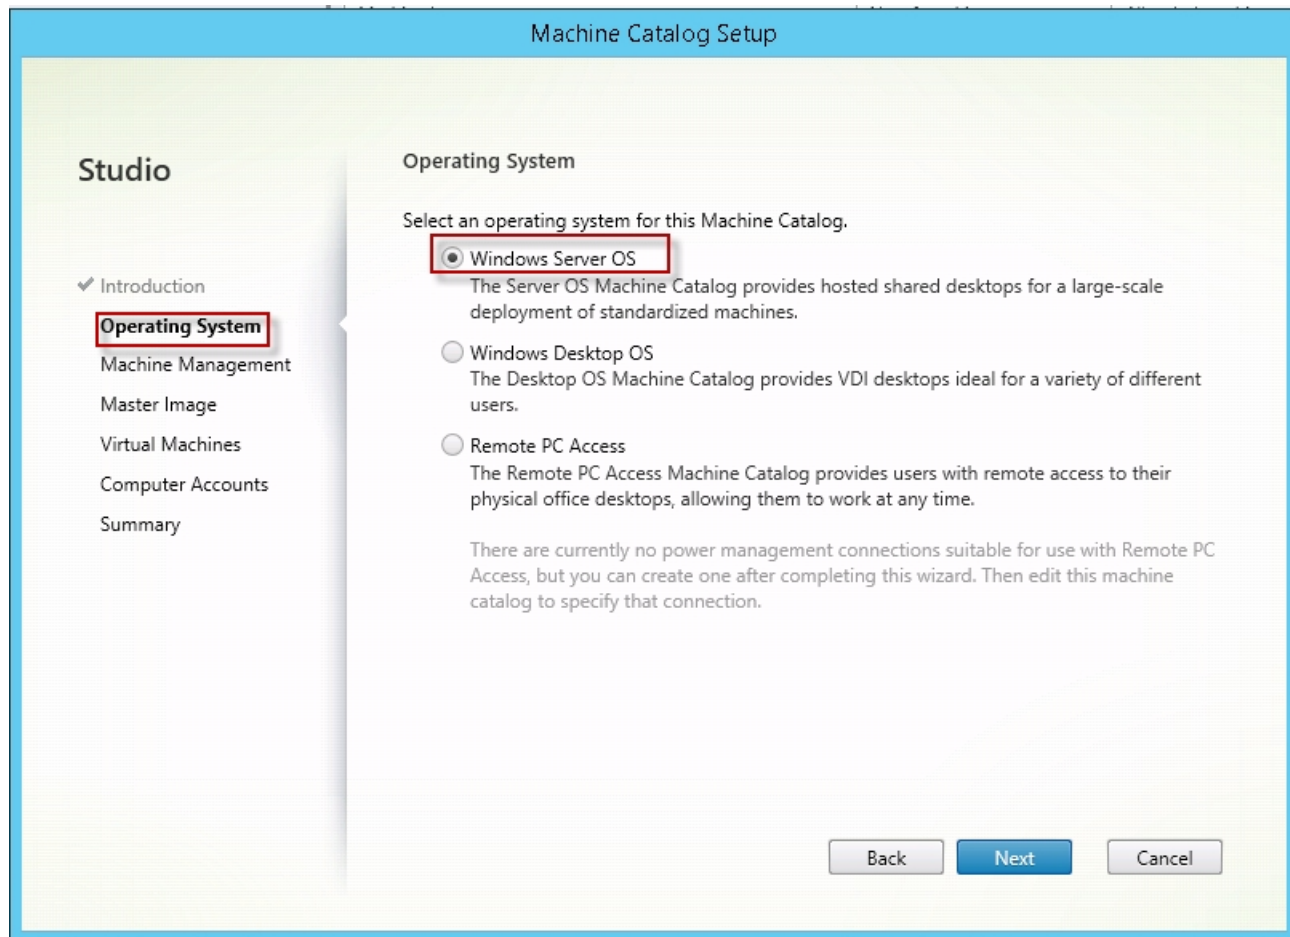 Machine Catalog Setup
Studio
Introduction
Operating System
Machine Management
Master Image
Virtual Machines
Computer Accounts
Summary
Operating System
Select an operating system for this Machine Catalog.
Windows Server OS
The Server OS Machine Catalog provides hosted shared desktops for a large-scale
deployment of standardized machines.
Windows Desktop OS
The Desktop OS Machine Catalog provides VDI desktops ideal for a variety of different
users.
Remote PC Access
The Remote PC Access Machine Catalog provides users with remote access to their
physical office desktops, allowing them to work at any time.
There are currently no power management connections suitable for use with Remote PC
Access, but you can create one after completing this wizard. Then edit this machine
catalog to specify that connection.
Back
Next
Cancel